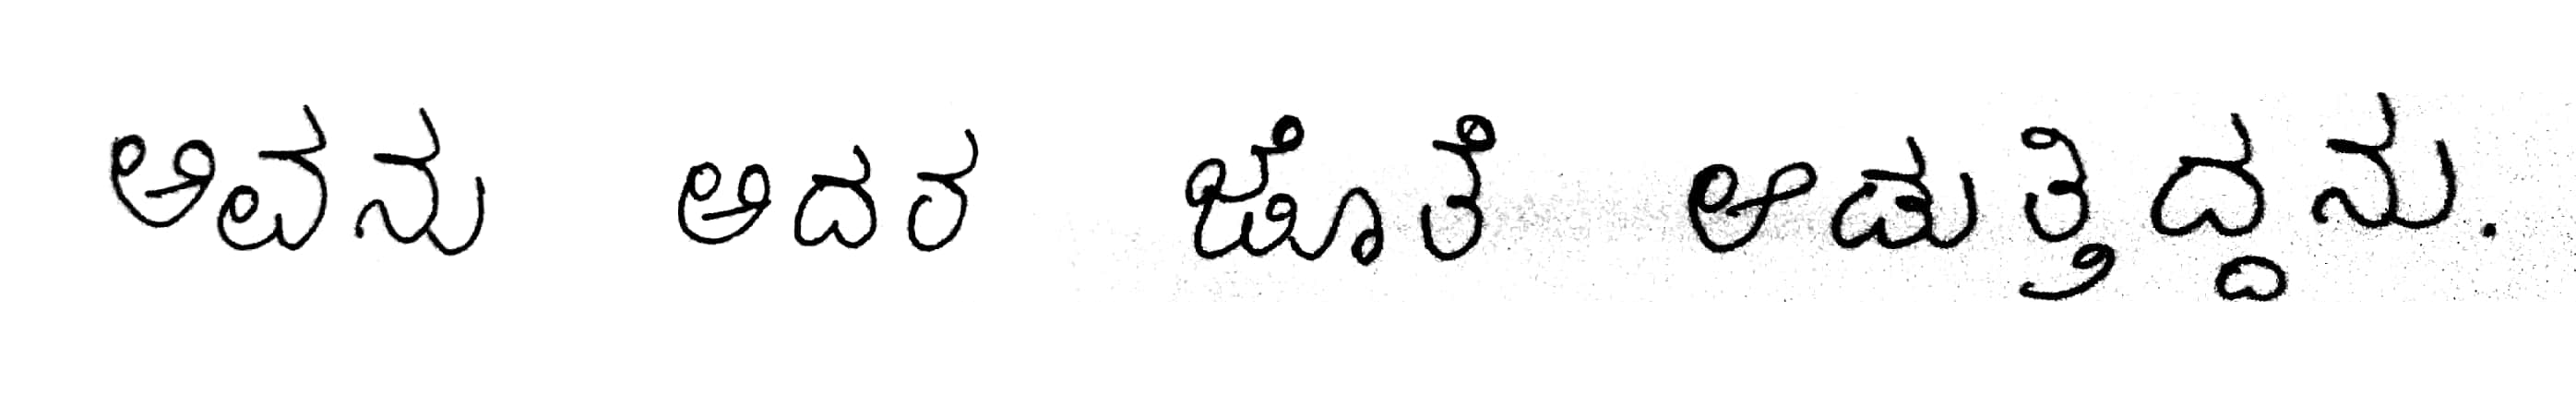 ಅವನು ಅದರ ಜೊತೆ ಆಡುತ್ತಿದ್ದನು.